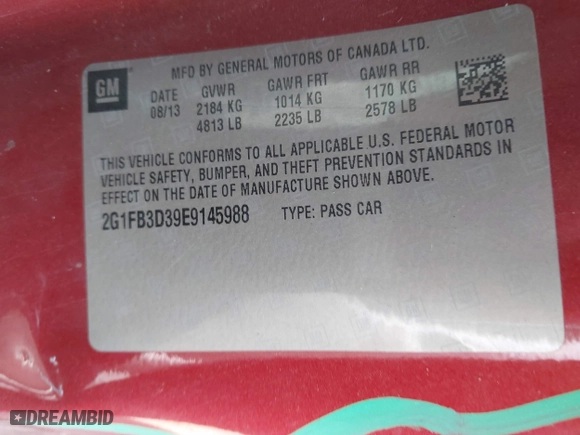 GM
MFD BY GENERAL MOTORS OF CANADA LTD.
DATE GVWR GAWR FRT GAWR RR
08/13 2184 KG 1014 KG 1170 KG
4813 LB 2235 LB 2578 LB
THIS VEHICLE CONFORMS TO ALL APPLICABLE U.S. FEDERAL MOTOR
VEHICLE SAFETY, BUMPER, AND THEFT PREVENTION STANDARDS IN
EFFECT ON THE DATE OF MANUFACTURE SHOWN ABOVE.
2G1FB3D39E9145988 TYPE: PASS CAR
DREAMBID